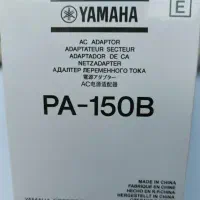 YAMAHA
E
AC ADAPTOR
ADAPTATEUR SECTEUR
ADAPTADOR DE CA
NETZADAPTER
АДАПТЕР ПЕРЕМЕННОГО ТОКА
電源アダプター
AC电源适配器
PA-150B
MADE IN CHINA
FABRIQUÉ EN CHINE
HECHO EN R.P.CHINA
HERGESTELLT IN CHINA